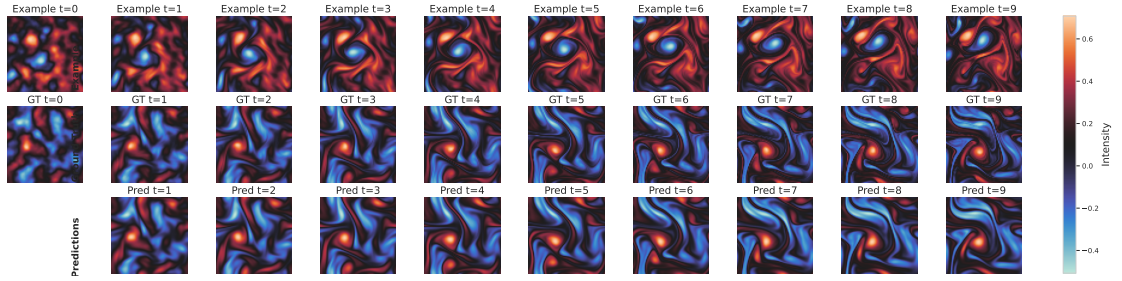 Example t=0 Example t=1 Example t=2 Example t=3 Example t=4 Example t=5 Example t=6 Example t=7 Example t=8 Example t=9
GT t=0 GT t=1 GT t=2 GT t=3 GT t=4 GT t=5 GT t=6 GT t=7 GT t=8 GT t=9
Pred t=1 Pred t=2 Pred t=3 Pred t=4 Pred t=5 Pred t=6 Pred t=7 Pred t=8 Pred t=9
Predictions
0.6
0.4
0.2
0.0
−0.2
−0.4
Intensity